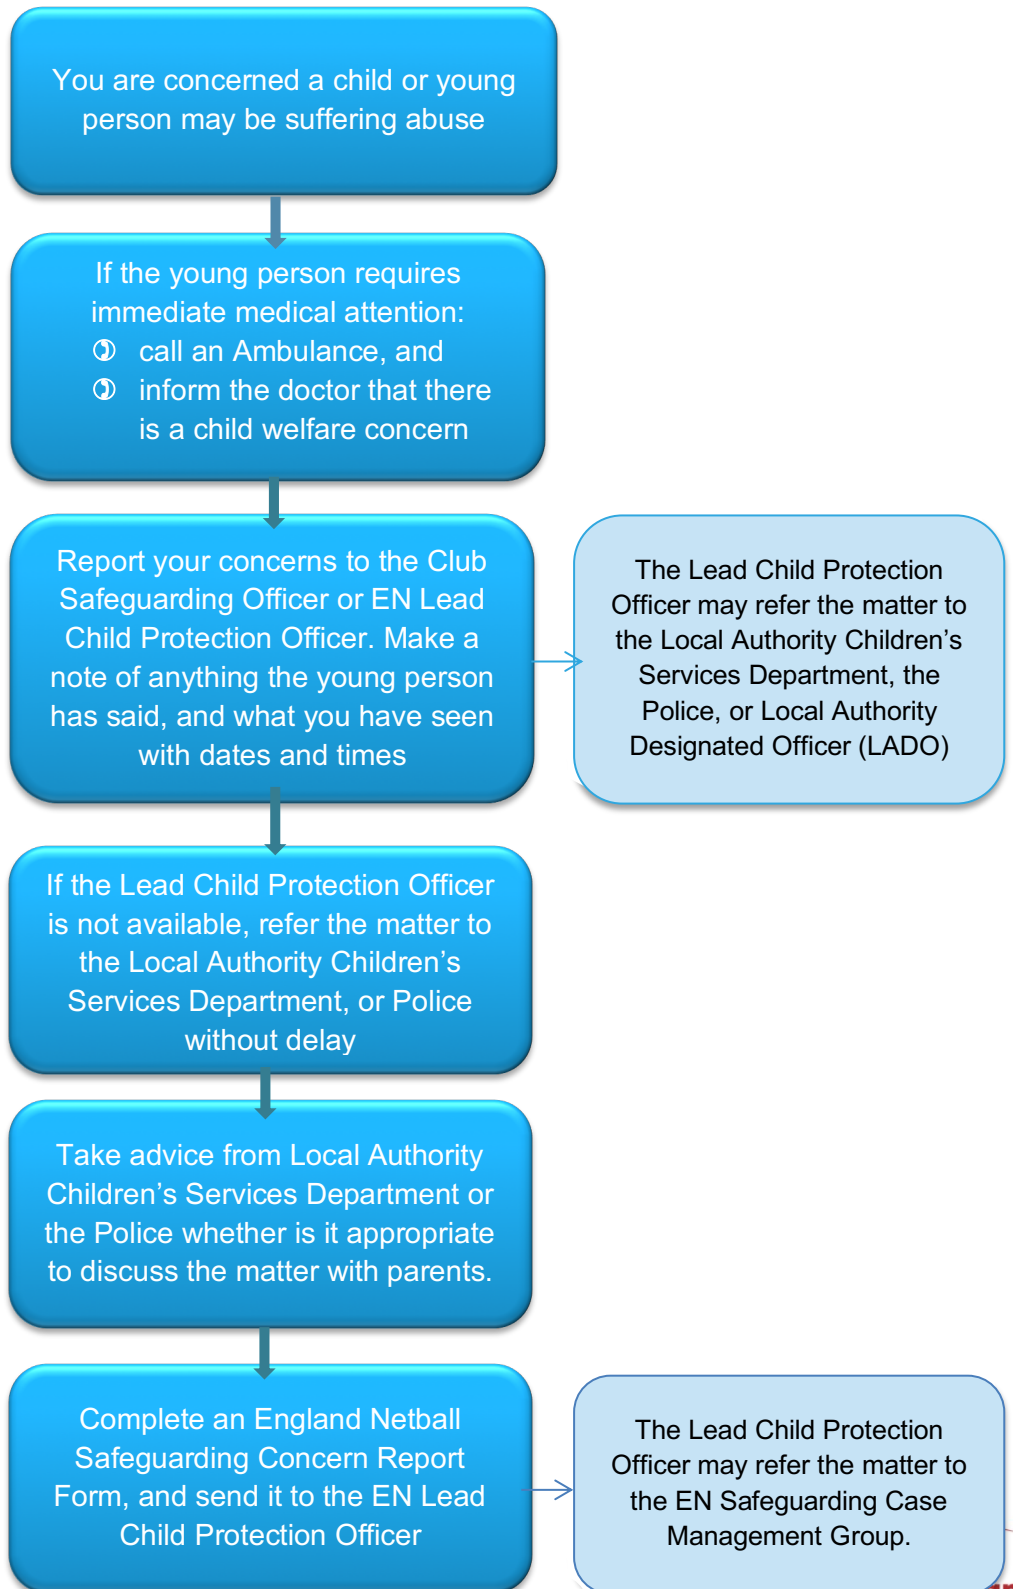 You are concerned a child or young
person may be suffering abuse
If the young person requires
immediate medical attention:
call an Ambulance, and
inform the doctor that there
is a child welfare concern
Report your concerns to the Club
Safeguarding Officer or EN Lead
Child Protection Officer. Make a
note of anything the young person
has said, and what you have seen
with dates and times
The Lead Child Protection
Officer may refer the matter to
the Local Authority Children’s
Services Department, the
Police, or Local Authority
Designated Officer (LADO)
If the Lead Child Protection Officer
is not available, refer the matter to
the Local Authority Children’s
Services Department, or Police
without delay
Take advice from Local Authority
Children’s Services Department or
the Police whether is it appropriate
to discuss the matter with parents.
Complete an England Netball
Safeguarding Concern Report
Form, and send it to the EN Lead
Child Protection Officer
The Lead Child Protection
Officer may refer the matter to
the EN Safeguarding Case
Management Group.